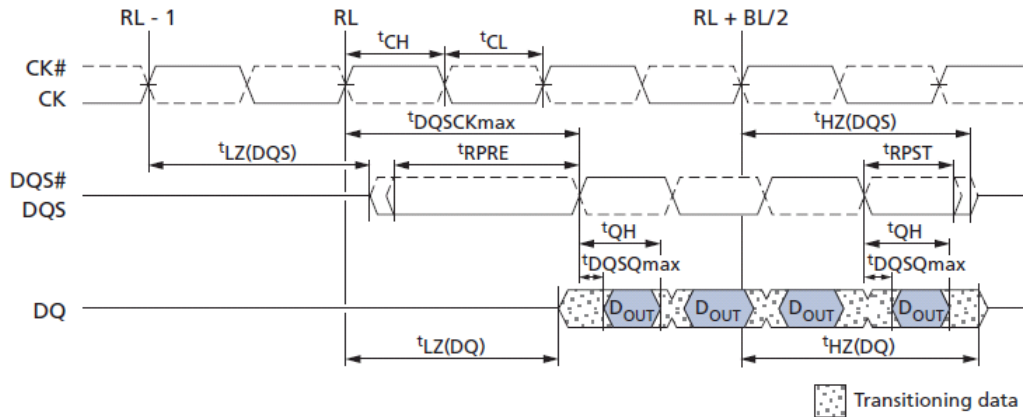 RL - 1 RL RL + BL/2
tCH tCL
CK#
CK
tDQSCKmax tHZ(DQS)
tLZ(DQS) tRPRE tRPST
DQS#
DQS
tQH tQH
tDQSQmax tDQSQmax
DQ DOUT DOUT DOUT DOUT
tLZ(DQ) tHZ(DQ)
Transitioning data